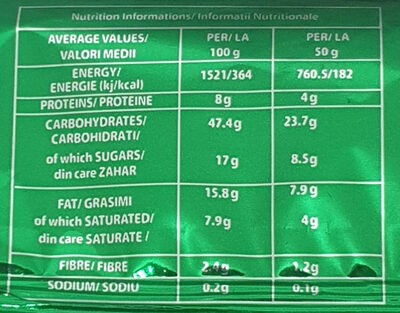 Nutrition Informations/ Informatii Nutritionale
AVERAGE VALUES/ PER/ LA PER/ LA
VALORI MEDII 100 g 50 g
ENERGY/ 1521/364 760.5/182
ENERGIE (kj/kcal)
PROTEINS/ PROTEINE 8g 4g
CARBOHYDRATES/ 47.4g 23.7g
CARBOHIDRATI/
of which SUGARS/ 17g 8.5g
din care ZAHAR
FAT/ GRASIMI 15.8g 7.9g
of which SATURATED/ 7.9g 4g
din care SATURATE /
FIBRE/ FIBRE 2.4g 1.2g
SODIUM/ SODIU 0.2g 0.1g